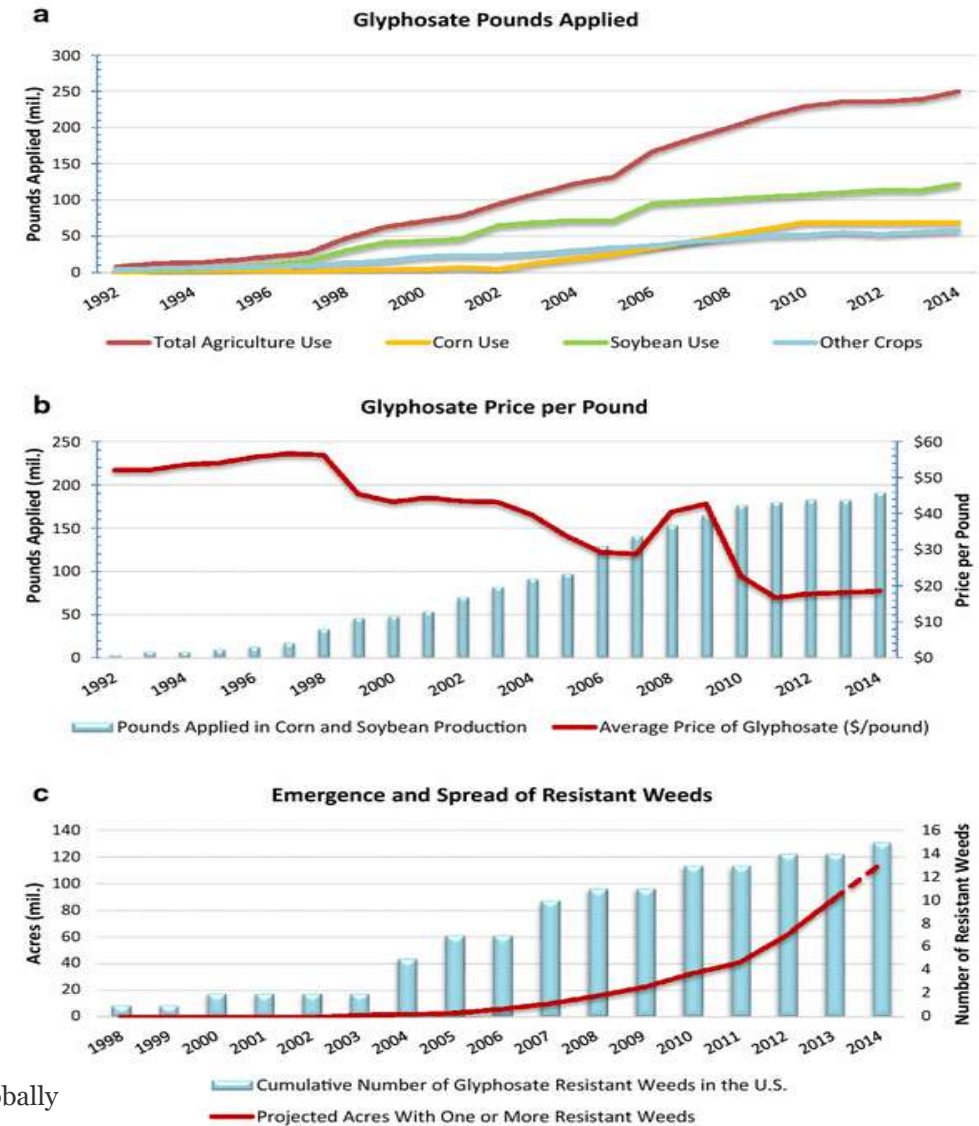 a
Glyphosate Pounds Applied
300
250
200
150
100
50
0
Pounds Applied (mil.)
1992 1994 1996 1998 2000 2002 2004 2006 2008 2010 2012 2014
Total Agriculture Use Corn Use Soybean Use Other Crops
b
Glyphosate Price per Pound
250
200
150
100
50
0
Pounds Applied (mil.)
$60
$50
$40
$30
$20
$10
$0
Price per Pound
1992 1994 1996 1998 2000 2002 2004 2006 2008 2010 2012 2014
Pounds Applied in Corn and Soybean Production Average Price of Glyphosate ($/pound)
c
Emergence and Spread of Resistant Weeds
140
120
100
80
60
40
20
0
Acres (mil.)
16
14
12
10
8
6
4
2
0
Number of Resistant Weeds
1998 1999 2000 2001 2002 2003 2004 2005 2006 2007 2008 2009 2010 2011 2012 2013 2014
Cumulative Number of Glyphosate Resistant Weeds in the U.S.
Projected Acres With One or More Resistant Weeds
bally